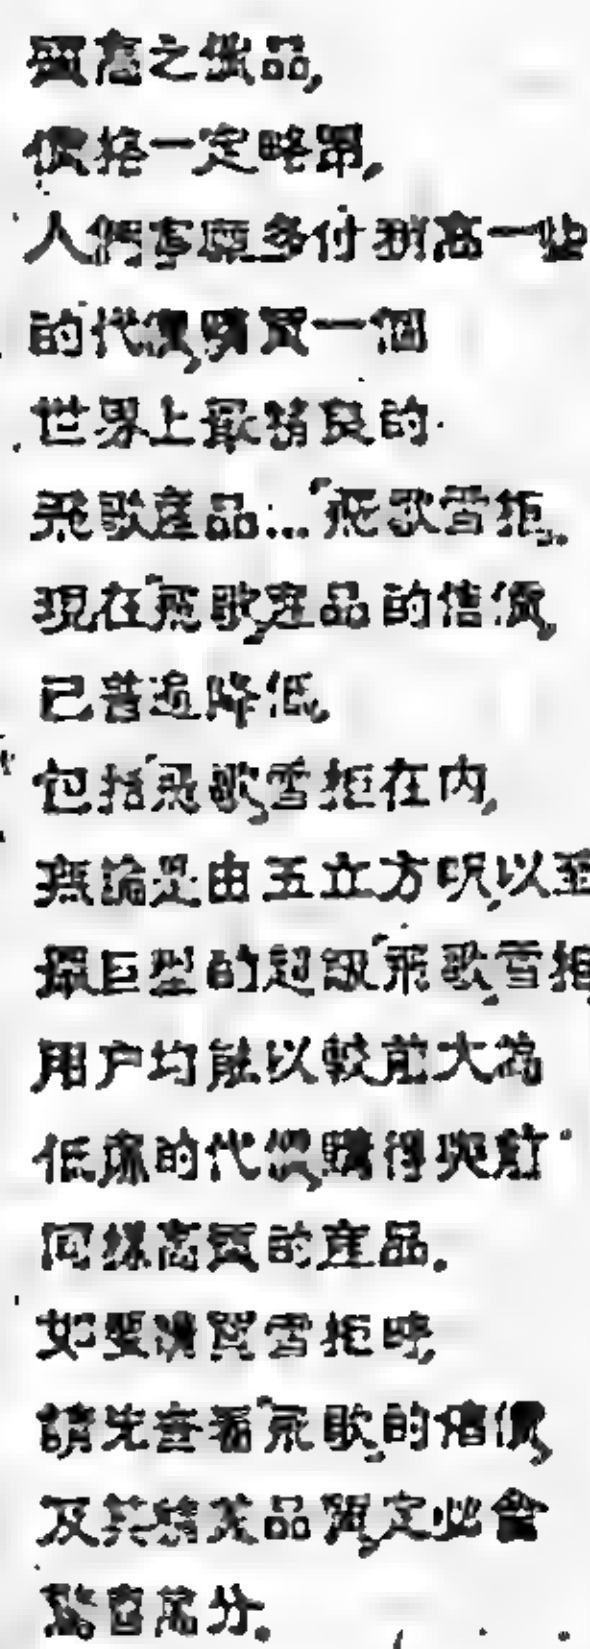 價格一定略昂,
人們寧願多付稍高一些
的代價,購買一個
世界上最精良的
飛歌產品...“飛歌”雪柜。
現在“飛歌”產品的售價,
已普遍降低。
包括“飛歌”雪柜在內,
無論是由五立方呎,以至
最巨型的超級“飛歌”雪柜
用户均能以較前大為
低廉的代價,購得與前
同樣高質的產品.
如要購買雪柜時,
請先查看“飛歌”的售價,
及其精美品質,定必會
驚喜萬分。